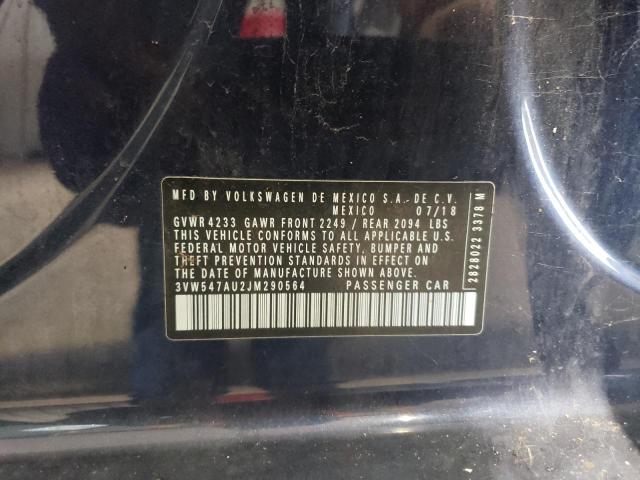 MFD BY VOLKSWAGEN DE MEXICO S.A.-DE C.V.
MEXICO 07/18
GVWR 4233 GAWR FRONT 2249 / REAR 2094 LBS
THIS VEHICLE CONFORMS TO ALL APPLICABLE U.S.
FEDERAL MOTOR VEHICLE SAFETY, BUMPER AND
THEFT PREVENTION STANDARDS IN EFFECT ON
THE DATE OF MANUFACTURE SHOWN ABOVE.
3VW547AU2JM290564 PASSENGER CAR
2828022 3378 M